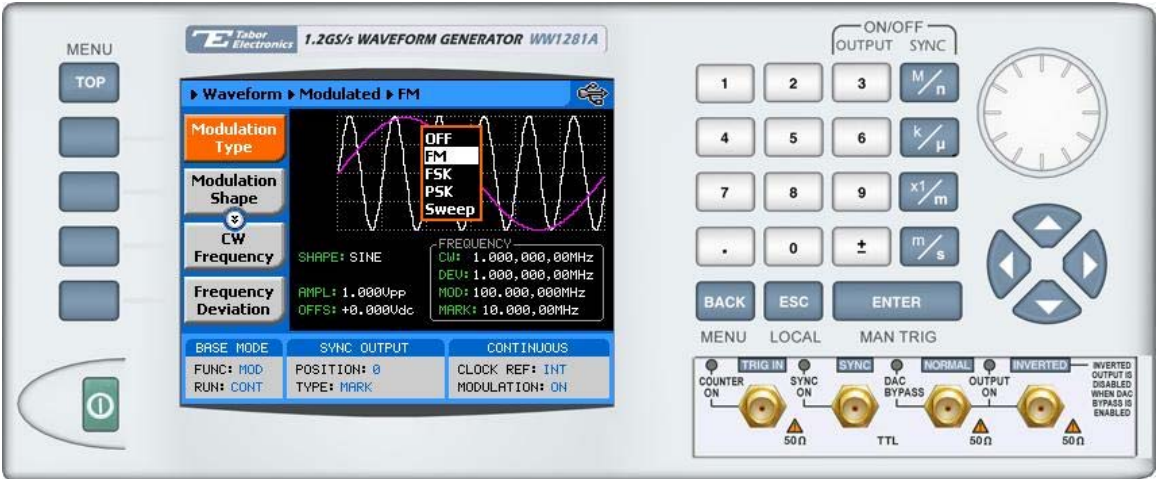 MENU
TOP
Tabor Electronics 1.2GS/s WAVEFORM GENERATOR WW1281A
Waveform Modulated FM
Modulation Type
Modulation Shape
CW Frequency
Frequency Deviation
OFF
FM
FSK
PSK
Sweep
SHAPE: SINE
AMPL: 1.000Vpp
OFFS: +0.000Vdc
FREQUENCY
CW: 1.000,000,00MHz
DEV: 1.000,000,00MHz
MOD: 100.000,000MHz
MARK: 10.000,00MHz
BASE MODE
FUNC: MOD
RUN: CONT
SYNC OUTPUT
POSITION: 0
TYPE: MARK
CONTINUOUS
CLOCK REF: INT
MODULATION: ON
ON/OFF
OUTPUT SYNC
1 2 3 M/n
4 5 6 k/μ
7 8 9 x1/m
. 0 ± m/s
BACK ESC ENTER
MENU LOCAL MAN TRIG
COUNTER ON
TRIG IN
SYNC ON
SYNC
DAC BYPASS
NORMAL
OUTPUT ON
INVERTED
INVERTED
OUTPUT IS
DISABLED
WHEN DAC
BYPASS IS
ENABLED
50Ω TTL 50Ω 50Ω